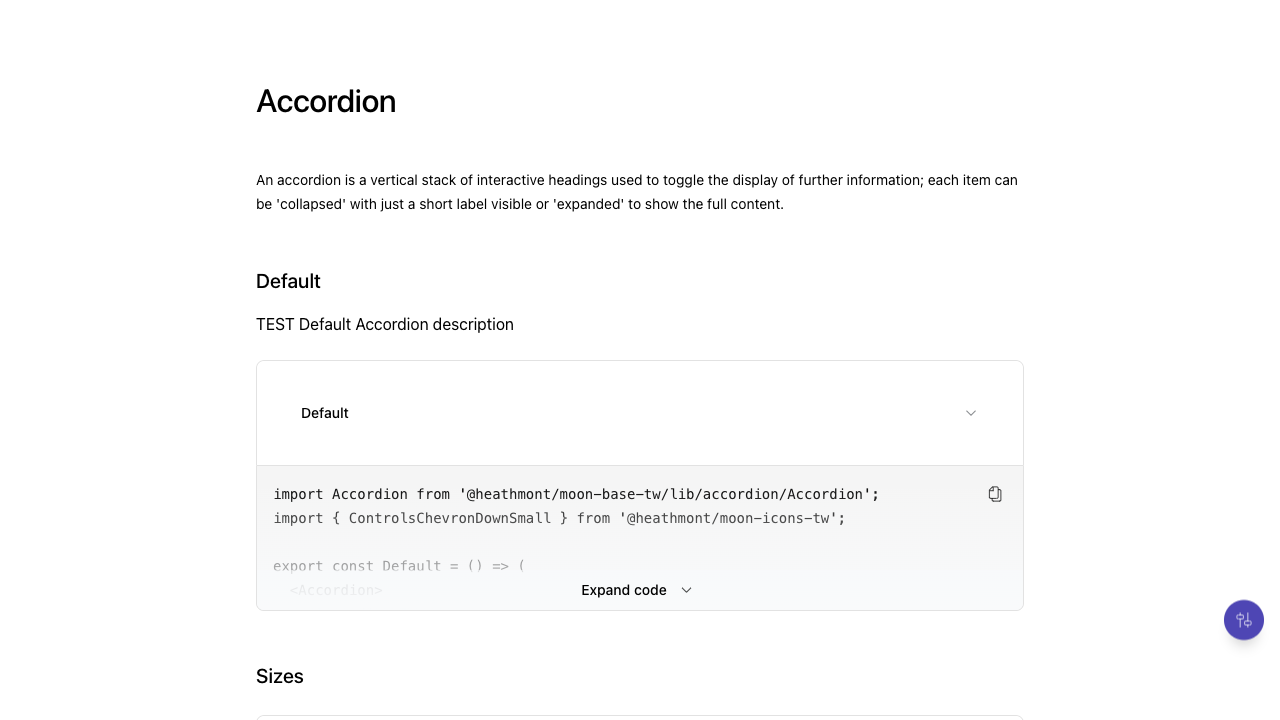 Accordion
An accordion is a vertical stack of interactive headings used to toggle the display of further information; each item can
be 'collapsed' with just a short label visible or 'expanded' to show the full content.
Default
TEST Default Accordion description
Default
import Accordion from '@heathmont/moon-base-tw/lib/accordion/Accordion';
import { ControlsChevronDownSmall } from '@heathmont/moon-icons-tw';
export const Default = () => (
<Accordion>
Expand code
Sizes